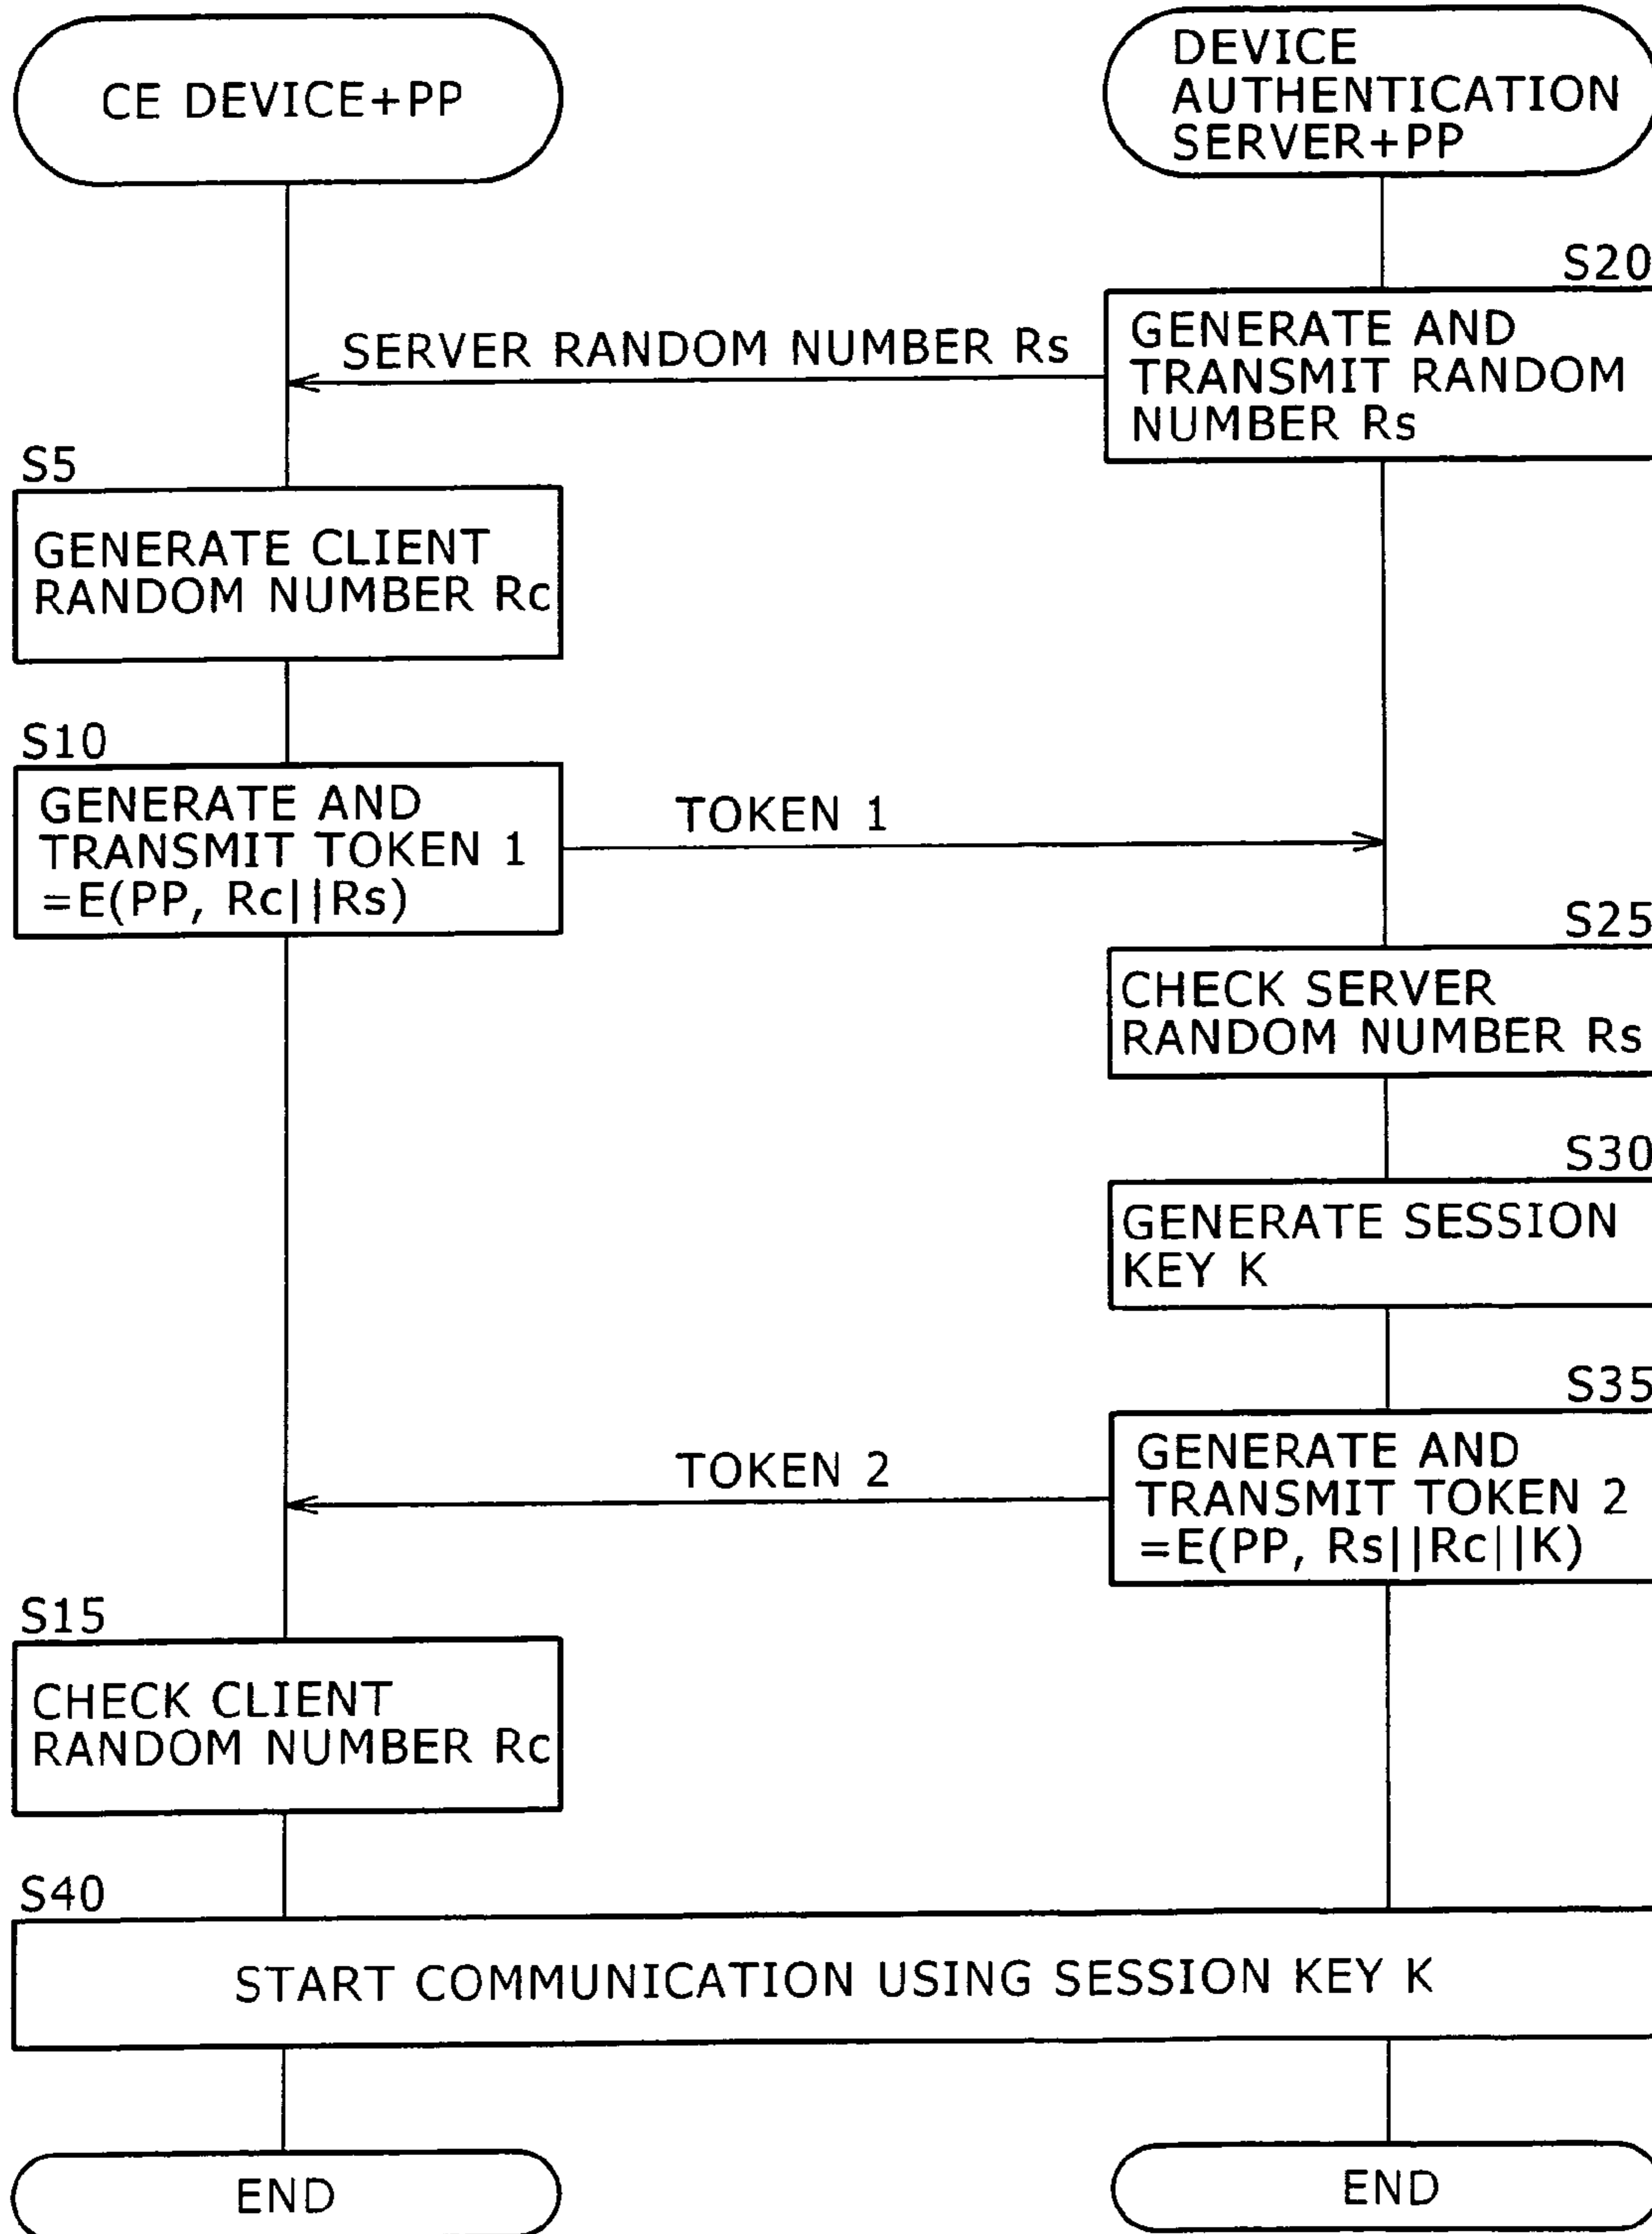 CE DEVICE+PP
DEVICE
AUTHENTICATION
SERVER+PP
S20
GENERATE AND
TRANSMIT RANDOM
NUMBER Rs
SERVER RANDOM NUMBER Rs
S5
GENERATE CLIENT
RANDOM NUMBER Rc
S10
GENERATE AND
TRANSMIT TOKEN 1
=E(PP, Rc||Rs)
TOKEN 1
S25
CHECK SERVER
RANDOM NUMBER Rs
S30
GENERATE SESSION
KEY K
S35
GENERATE AND
TRANSMIT TOKEN 2
=E(PP, Rs||Rc||K)
TOKEN 2
S15
CHECK CLIENT
RANDOM NUMBER Rc
S40
START COMMUNICATION USING SESSION KEY K
END
END